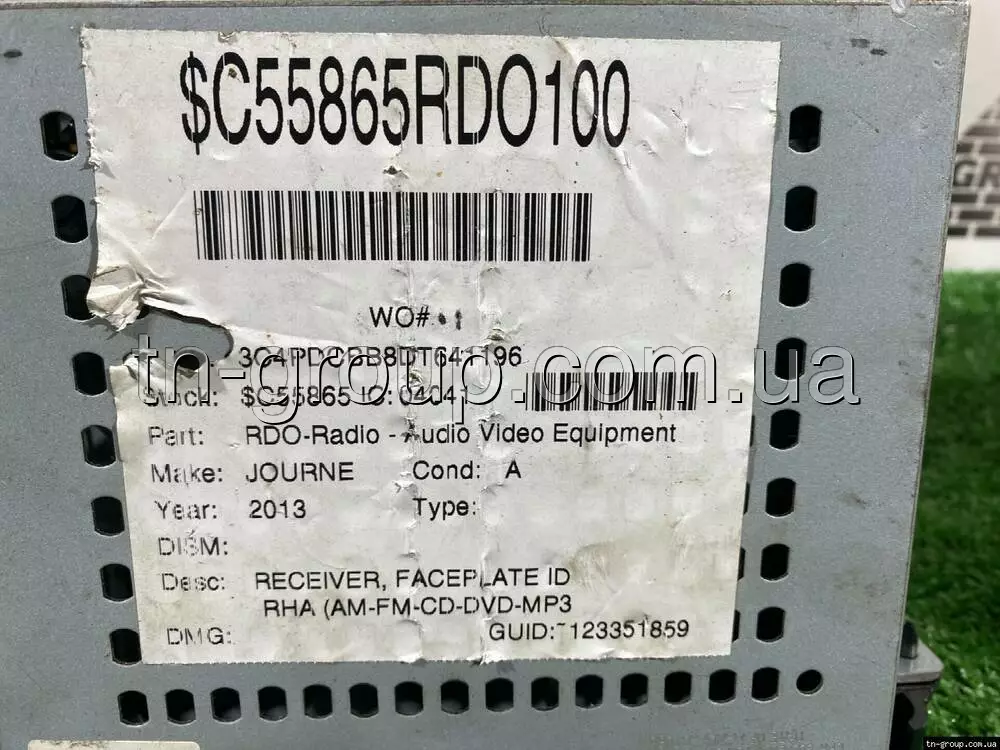 $C55865RDO100
WO#
$C55865
Part: RDO-Radio - Audio Video Equipment
Make: JOURNE Cond: A
Year: 2013 Type:
DISM:
Desc: RECEIVER, FACEPLATE ID
RHA (AM-FM-CD-DVD-MP3
DMG: GUID: 123351859
tn-group.com.ua
tn-group.com.ua